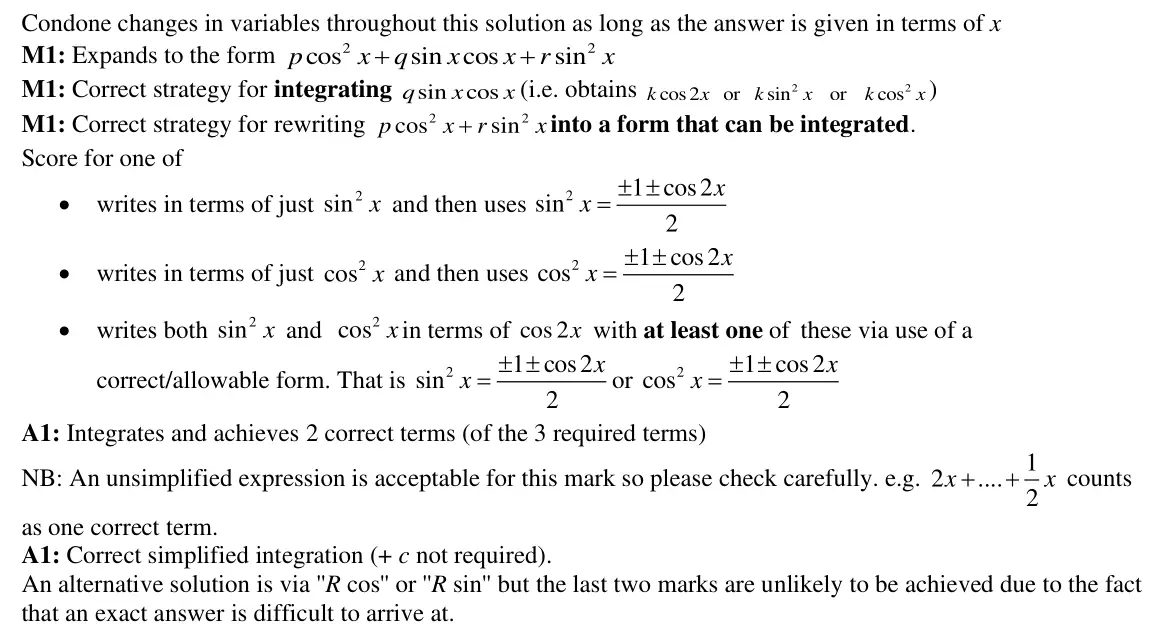 Condone changes in variables throughout this solution as long as the answer is given in terms of x
M1: Expands to the form p cos² x + q sin x cos x + r sin² x
M1: Correct strategy for integrating q sin x cos x (i.e. obtains k cos 2x or k sin² x or k cos² x)
M1: Correct strategy for rewriting p cos² x + r sin² x into a form that can be integrated.
Score for one of
• writes in terms of just sin² x and then uses sin² x = (±1 ± cos 2x)/2
• writes in terms of just cos² x and then uses cos² x = (±1 ± cos 2x)/2
• writes both sin² x and cos² x in terms of cos 2x with at least one of these via use of a
correct/allowable form. That is sin² x = (±1 ± cos 2x)/2 or cos² x = (±1 ± cos 2x)/2
A1: Integrates and achieves 2 correct terms (of the 3 required terms)
NB: An unsimplified expression is acceptable for this mark so please check carefully. e.g. 2x + .... + 1/2 x counts
as one correct term.
A1: Correct simplified integration (+ c not required).
An alternative solution is via "R cos" or "R sin" but the last two marks are unlikely to be achieved due to the fact
that an exact answer is difficult to arrive at.